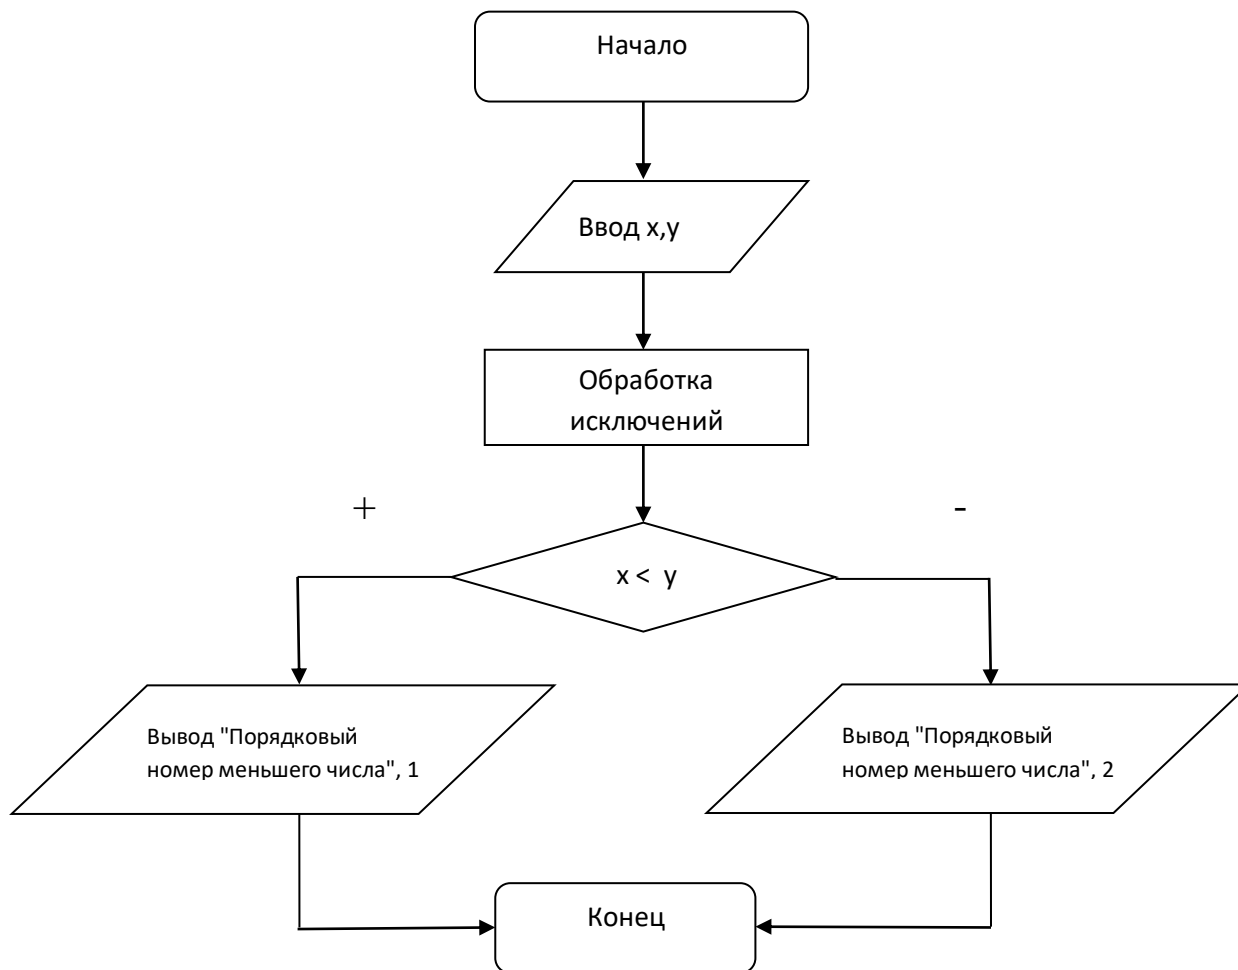 Начало
Ввод x,y
Обработка
исключений
+
-
x < y
Вывод "Порядковый
номер меньшего числа", 1
Вывод "Порядковый
номер меньшего числа", 2
Конец